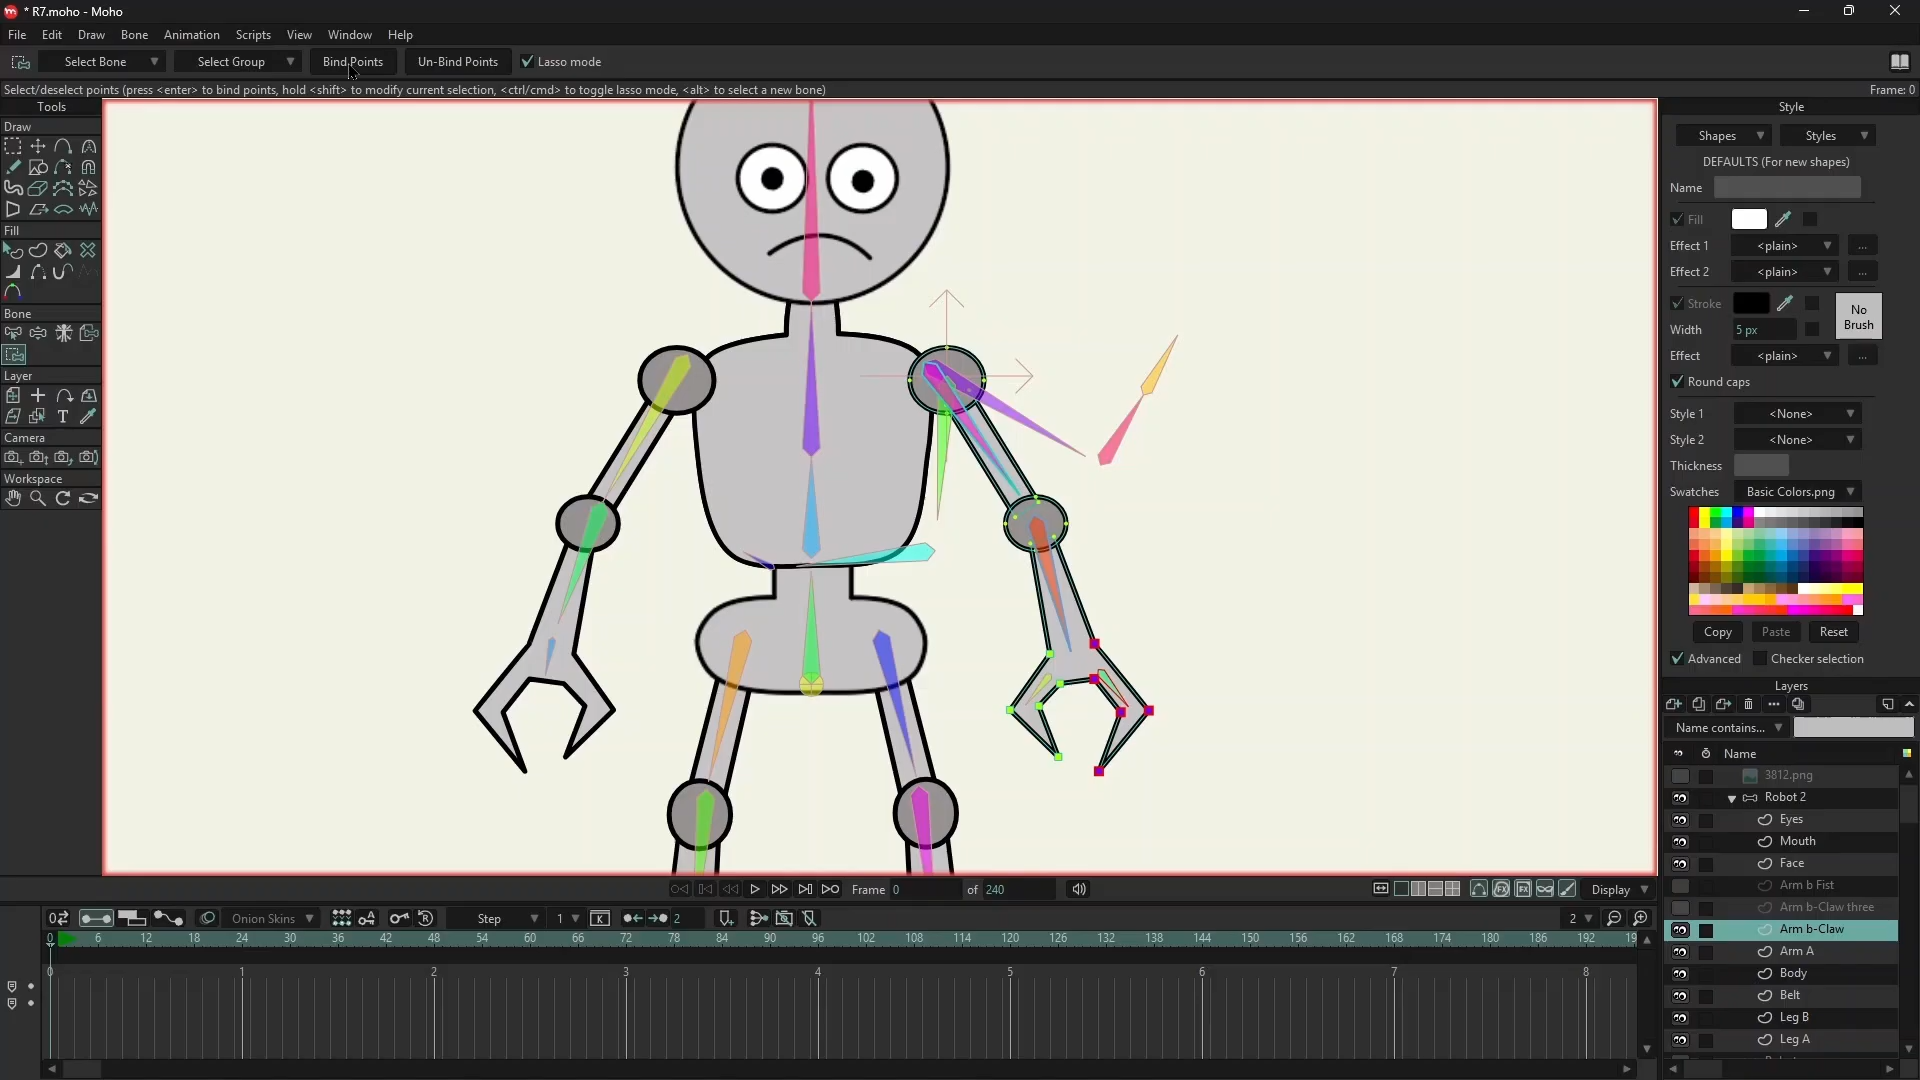 * R7.moho - Moho
File Edit Draw Bone Animation Scripts View Window Help
Select Bone Select Group Bind Points Un-Bind Points Lasso mode
Select/deselect points (press <enter> to bind points, hold <shift> to modify current selection, <ctrl/cmd> to toggle lasso mode, <alt> to select a new bone) Frame: 0
Tools
Draw
Fill
Bone
Layer
T
Camera
Workspace
Style
Shapes Styles
DEFAULTS (For new shapes)
Name
Fill
Effect 1 <plain> ...
Effect 2 <plain> ...
Stroke
No Brush
Width 5 px
Effect <plain> ...
Round caps
Style 1 <None>
Style 2 <None>
Thickness
Swatches Basic Colors.png
Copy Paste Reset
Advanced Checker selection
Layers
Name contains...
Name
3812.png
Robot 2
Eyes
Mouth
Face
Arm b Fist
Arm b-Claw three
Arm b-Claw
Arm A
Body
Belt
Leg B
Leg A
Frame 0 of 240 Display
Onion Skins Step 1 K 2 2
0 6 12 18 24 30 36 42 48 54 60 66 72 78 84 90 96 102 108 114 120 126 132 138 144 150 156 162 168 174 180 186 192 19
0 1 2 3 4 5 6 7 8